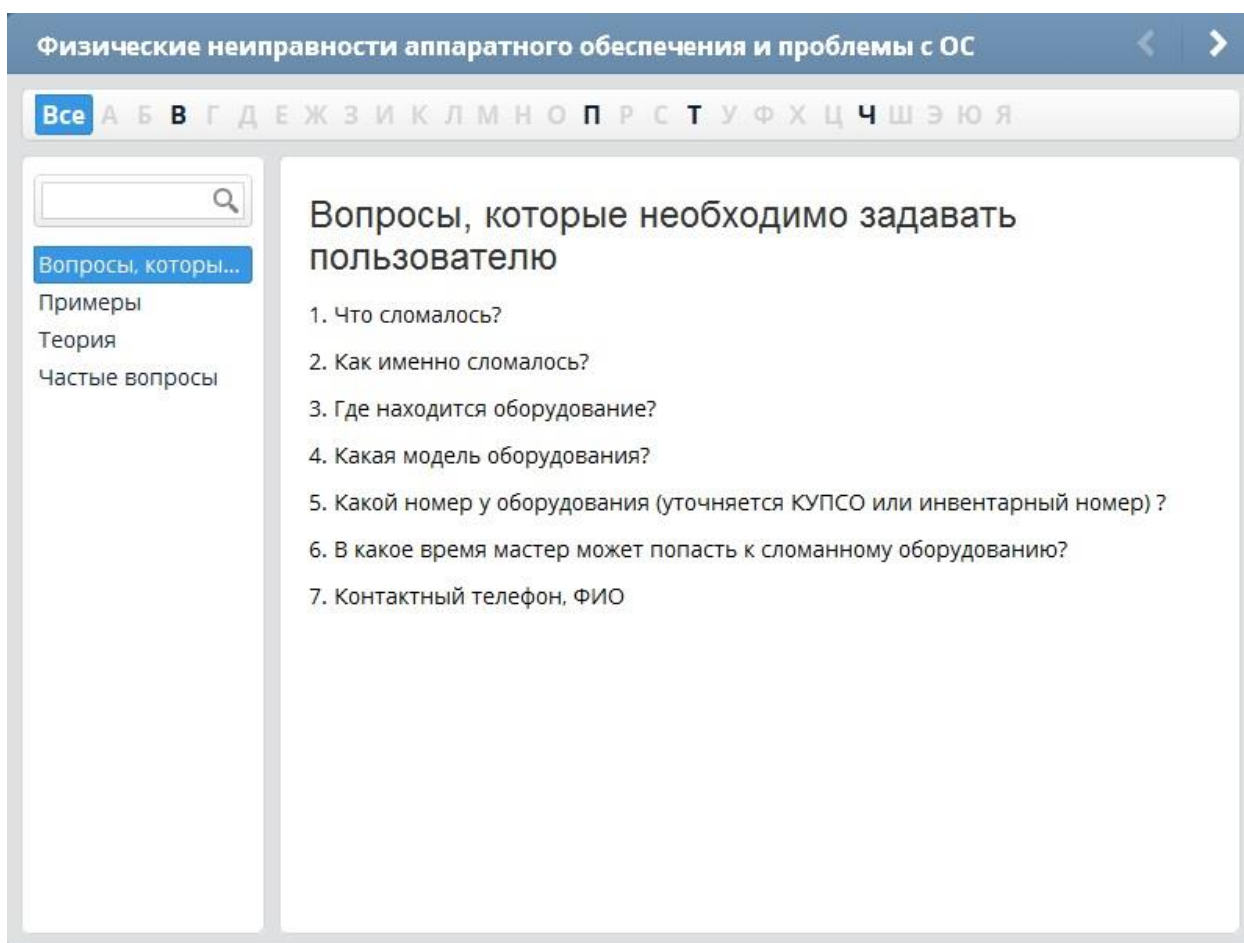 Физические неиправности аппаратного обеспечения и проблемы с ОС
Все А Б В Г Д Е Ж З И К Л М Н О П Р С Т У Ф Х Ц Ч Ш Э Ю Я
Вопросы, которы...
Примеры
Теория
Частые вопросы
Вопросы, которые необходимо задавать
пользователю
1. Что сломалось?
2. Как именно сломалось?
3. Где находится оборудование?
4. Какая модель оборудования?
5. Какой номер у оборудования (уточняется КУПСО или инвентарный номер) ?
6. В какое время мастер может попасть к сломанному оборудованию?
7. Контактный телефон, ФИО